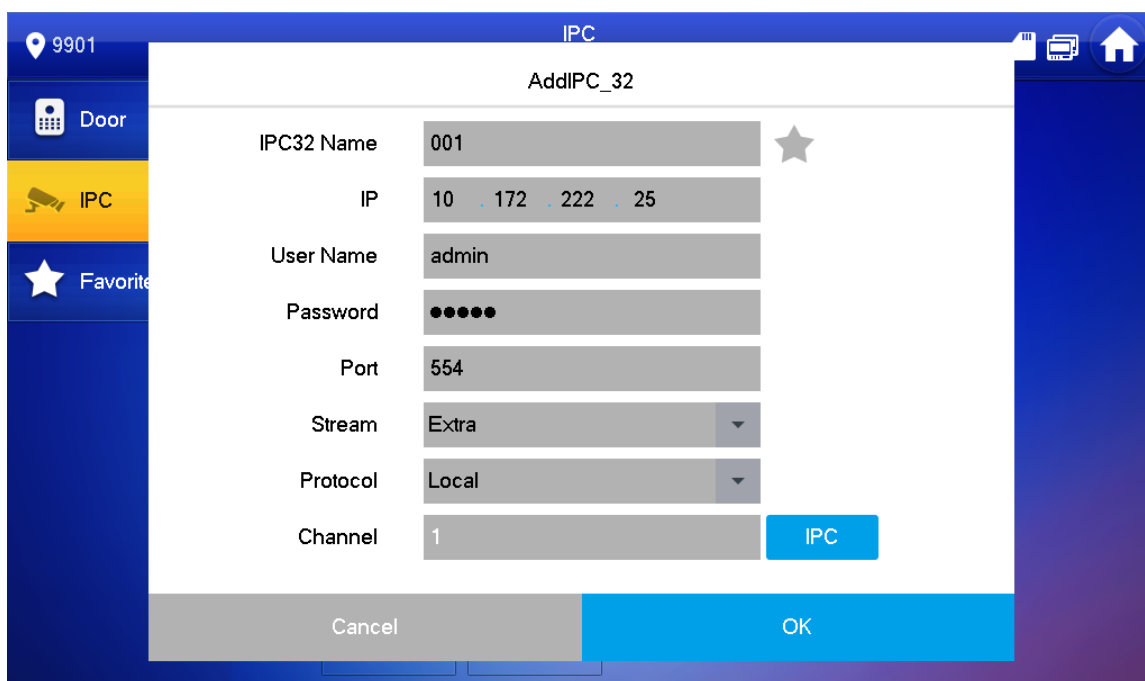 9901
IPC
AddIPC_32
Door
IPC
Favorite
IPC32 Name 001
IP 10 . 172 . 222 . 25
User Name admin
Password ●●●●●
Port 554
Stream Extra
Protocol Local
Channel 1 IPC
Cancel OK